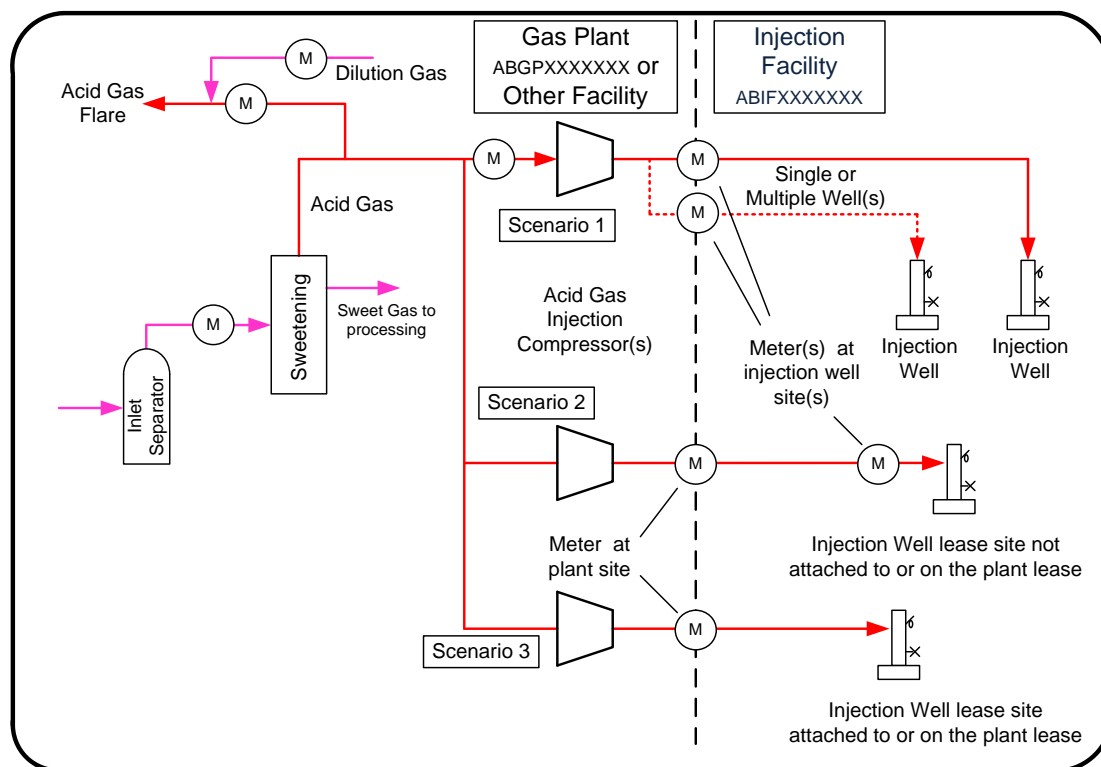 Gas Plant
ABGPXXXXXXX or
Other Facility
Injection
Facility
ABIFXXXXXXX
M
Dilution Gas
Acid Gas
Flare
M
M
M
Single or
Multiple Well(s)
Acid Gas
Scenario 1
M
Sweetening
Sweet Gas to
processing
M
Acid Gas
Injection
Compressor(s)
Meter(s) at
injection well
site(s)
Injection
Well
Injection
Well
Inlet
Separator
Scenario 2
M
M
Meter at
plant site
Injection Well lease site not
attached to or on the plant lease
Scenario 3
M
Injection Well lease site
attached to or on the plant lease